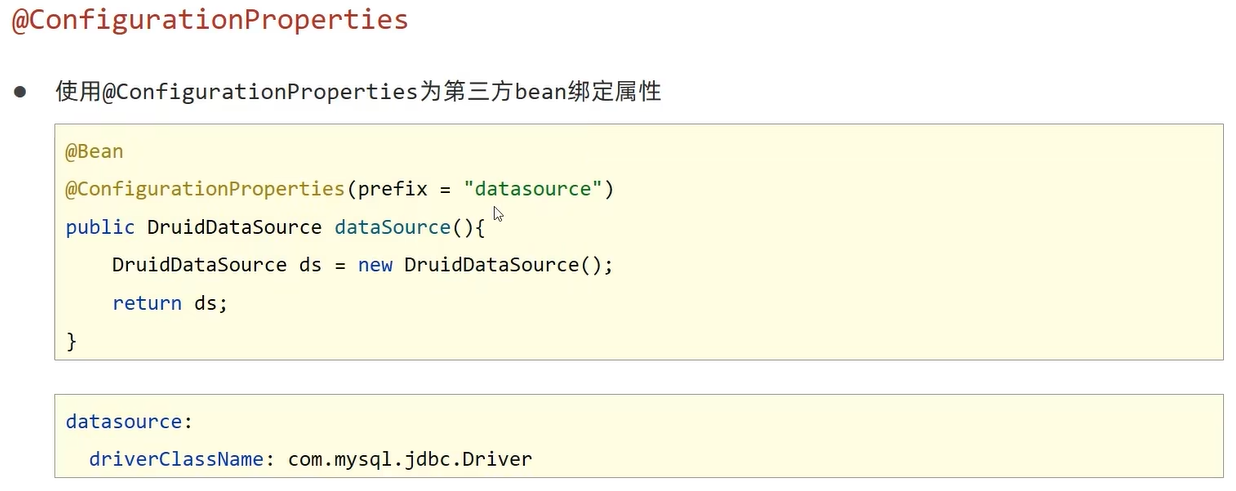 @ConfigurationProperties
● 使用@ConfigurationProperties为第三方bean绑定属性
@Bean
@ConfigurationProperties(prefix = "datasource")
public DruidDataSource dataSource(){
    DruidDataSource ds = new DruidDataSource();
    return ds;
}
datasource:
  driverClassName: com.mysql.jdbc.Driver